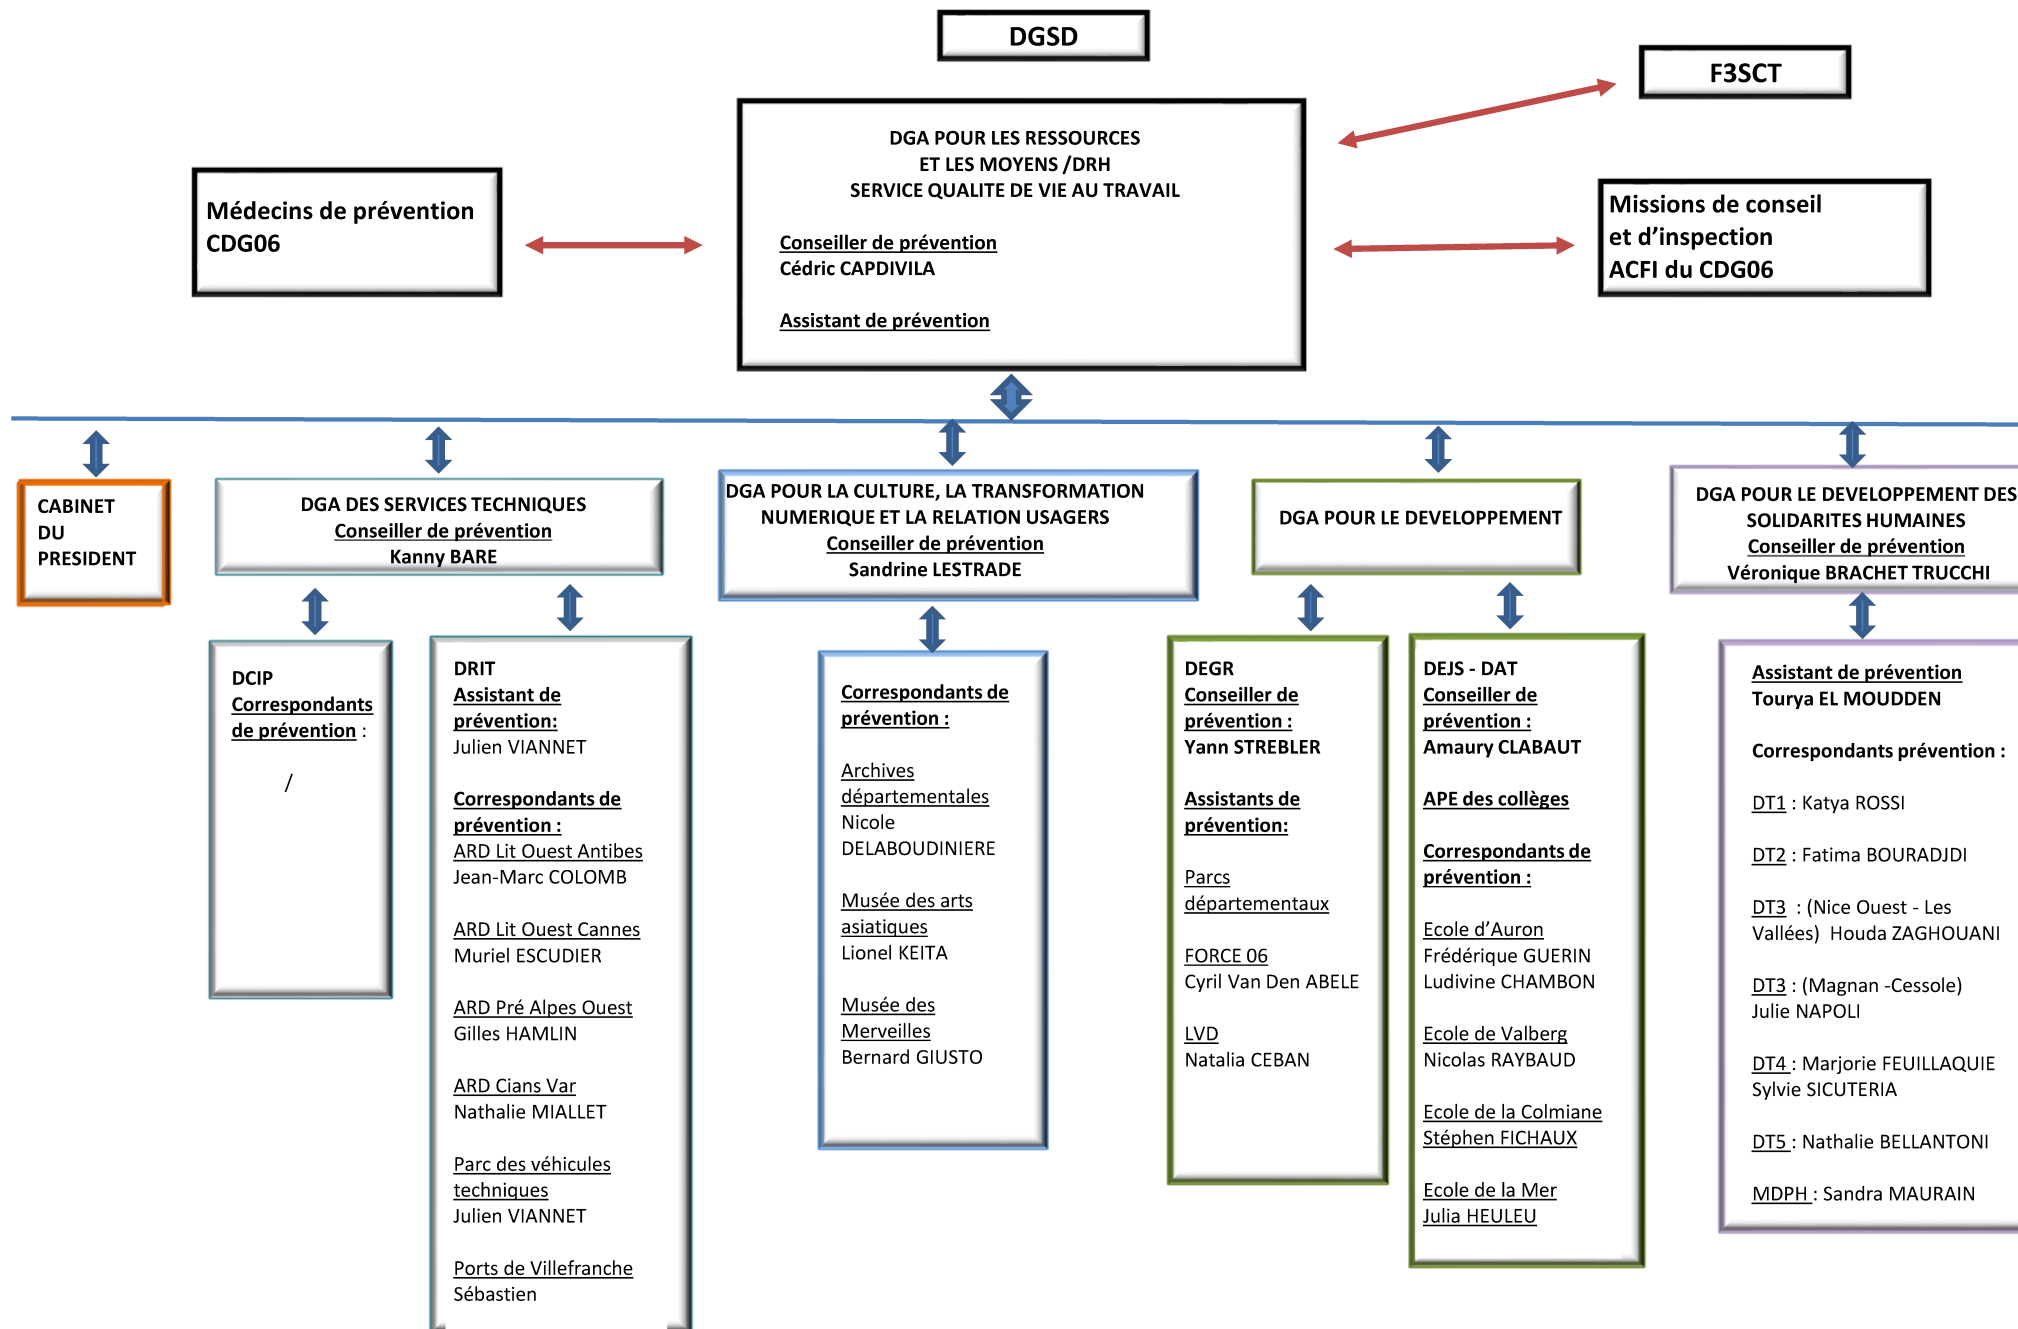 DGSD
F3SCT
DGA POUR LES RESSOURCES
ET LES MOYENS /DRH
SERVICE QUALITE DE VIE AU TRAVAIL
Conseiller de prévention
Cédric CAPDIVILA
Assistant de prévention
Médecins de prévention
CDG06
Missions de conseil
et d’inspection
ACFI du CDG06
CABINET
DU
PRESIDENT
DGA DES SERVICES TECHNIQUES
Conseiller de prévention
Kanny BARE
DGA POUR LA CULTURE, LA TRANSFORMATION
NUMERIQUE ET LA RELATION USAGERS
Conseiller de prévention
Sandrine LESTRADE
DGA POUR LE DEVELOPPEMENT
DGA POUR LE DEVELOPPEMENT DES
SOLIDARITES HUMAINES
Conseiller de prévention
Véronique BRACHET TRUCCHI
DCIP
Correspondants
de prévention :
/
DRIT
Assistant de
prévention:
Julien VIANNET
Correspondants de
prévention :
ARD Lit Ouest Antibes
Jean-Marc COLOMB
ARD Lit Ouest Cannes
Muriel ESCUDIER
ARD Pré Alpes Ouest
Gilles HAMLIN
ARD Cians Var
Nathalie MIALLET
Parc des véhicules
techniques
Julien VIANNET
Ports de Villefranche
Sébastien
Correspondants de
prévention :
Archives
départementales
Nicole
DELABOUDINIERE
Musée des arts
asiatiques
Lionel KEITA
Musée des
Merveilles
Bernard GIUSTO
DEGR
Conseiller de
prévention :
Yann STREBLER
Assistants de
prévention:
Parcs
départementaux
FORCE 06
Cyril Van Den ABELE
LVD
Natalia CEBAN
DEJS - DAT
Conseiller de
prévention :
Amaury CLABAUT
APE des collèges
Correspondants de
prévention :
Ecole d’Auron
Frédérique GUERIN
Ludivine CHAMBON
Ecole de Valberg
Nicolas RAYBAUD
Ecole de la Colmiane
Stéphen FICHAUX
Ecole de la Mer
Julia HEULEU
Assistant de prévention
Tourya EL MOUDDEN
Correspondants prévention :
DT1 : Katya ROSSI
DT2 : Fatima BOURADJDI
DT3 : (Nice Ouest - Les
Vallées) Houda ZAGHOUANI
DT3 : (Magnan -Cessole)
Julie NAPOLI
DT4 : Marjorie FEUILLAQUIE
Sylvie SICUTERIA
DT5 : Nathalie BELLANTONI
MDPH : Sandra MAURAIN